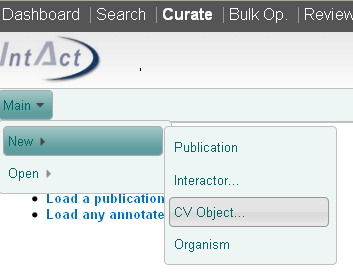 Dashboard | Search | Curate | Bulk Op. | Review
IntAct
Main
New
Open
Publication
Interactor...
CV Object...
Organism
Load a publication
Load any annotate